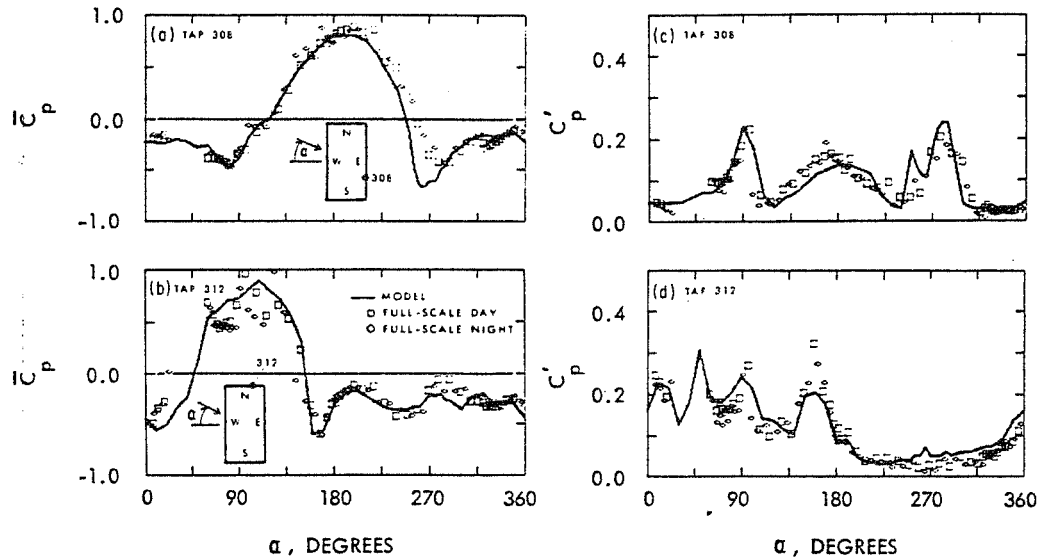 1.0
(a) TAP 308
C̅p
0.0
N
α
W E
308
S
-1.0
0.4
(c) TAP 308
C'p
0.2
0.0
1.0
(b) TAP 312
MODEL
FULL-SCALE DAY
FULL-SCALE NIGHT
C̅p
312
0.0
N
α
W E
S
-1.0
0 90 180 270 360
α, DEGREES
(d) TAP 312
0.4
C'p
0.2
0.0
0 90 180 270 360
α, DEGREES